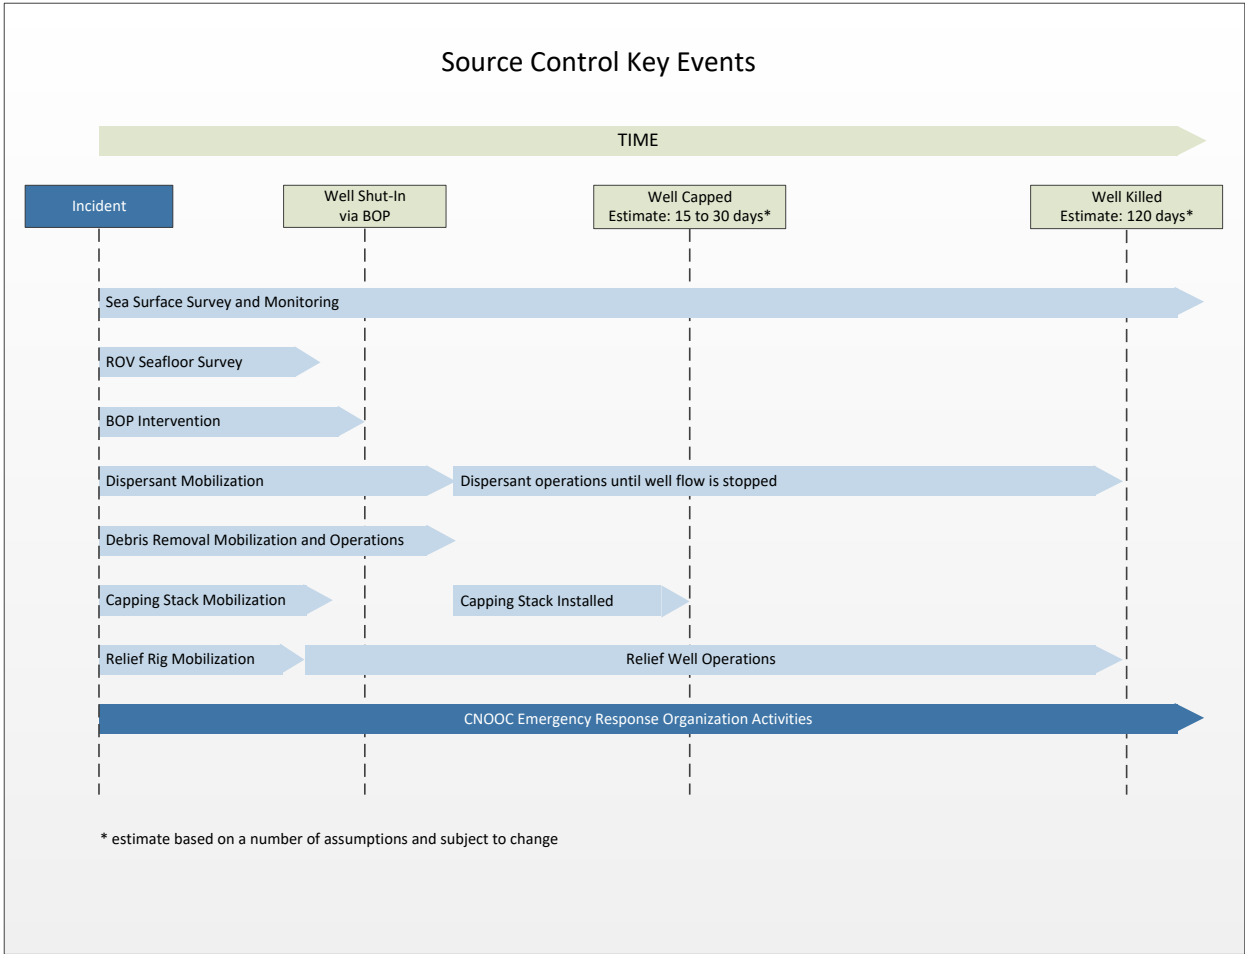 Source Control Key Events
TIME
Incident
Well Shut-In
via BOP
Well Capped
Estimate: 15 to 30 days*
Well Killed
Estimate: 120 days*
Sea Surface Survey and Monitoring
ROV Seafloor Survey
BOP Intervention
Dispersant Mobilization
Dispersant operations until well flow is stopped
Debris Removal Mobilization and Operations
Capping Stack Mobilization
Capping Stack Installed
Relief Rig Mobilization
Relief Well Operations
CNOOC Emergency Response Organization Activities
* estimate based on a number of assumptions and subject to change